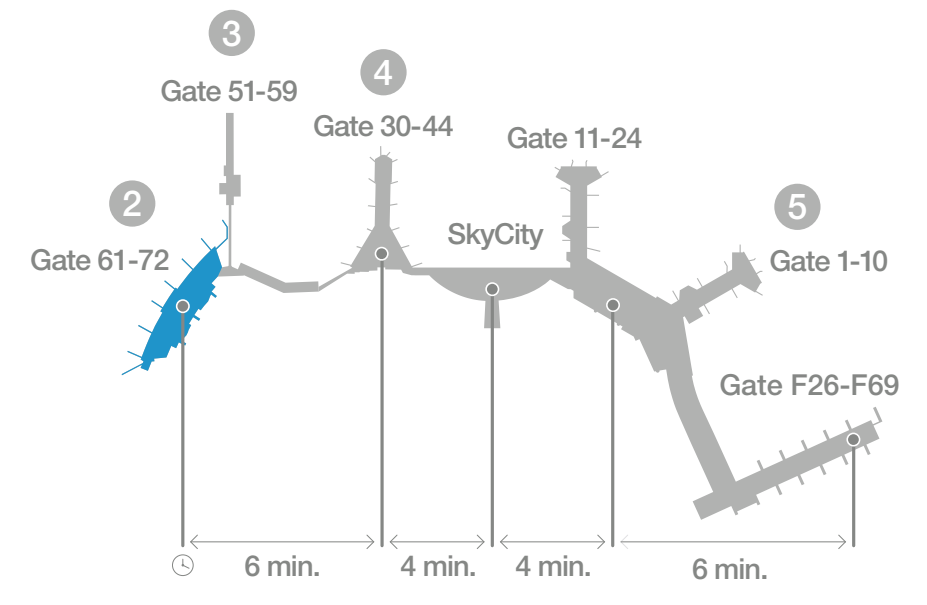 3
Gate 51-59
4
Gate 30-44
Gate 11-24
2
Gate 61-72
SkyCity
5
Gate 1-10
Gate F26-F69
6 min.
4 min.
4 min.
6 min.